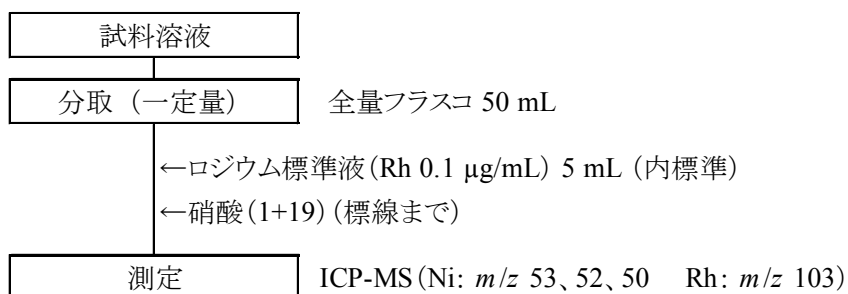 試料溶液
分取 (一定量) 全量フラスコ 50 mL
←ロジウム標準液(Rh 0.1 µg/mL) 5 mL (内標準)
←硝酸(1+19) (標線まで)
測定 ICP-MS(Ni: m/z 53、52、50 Rh: m/z 103)